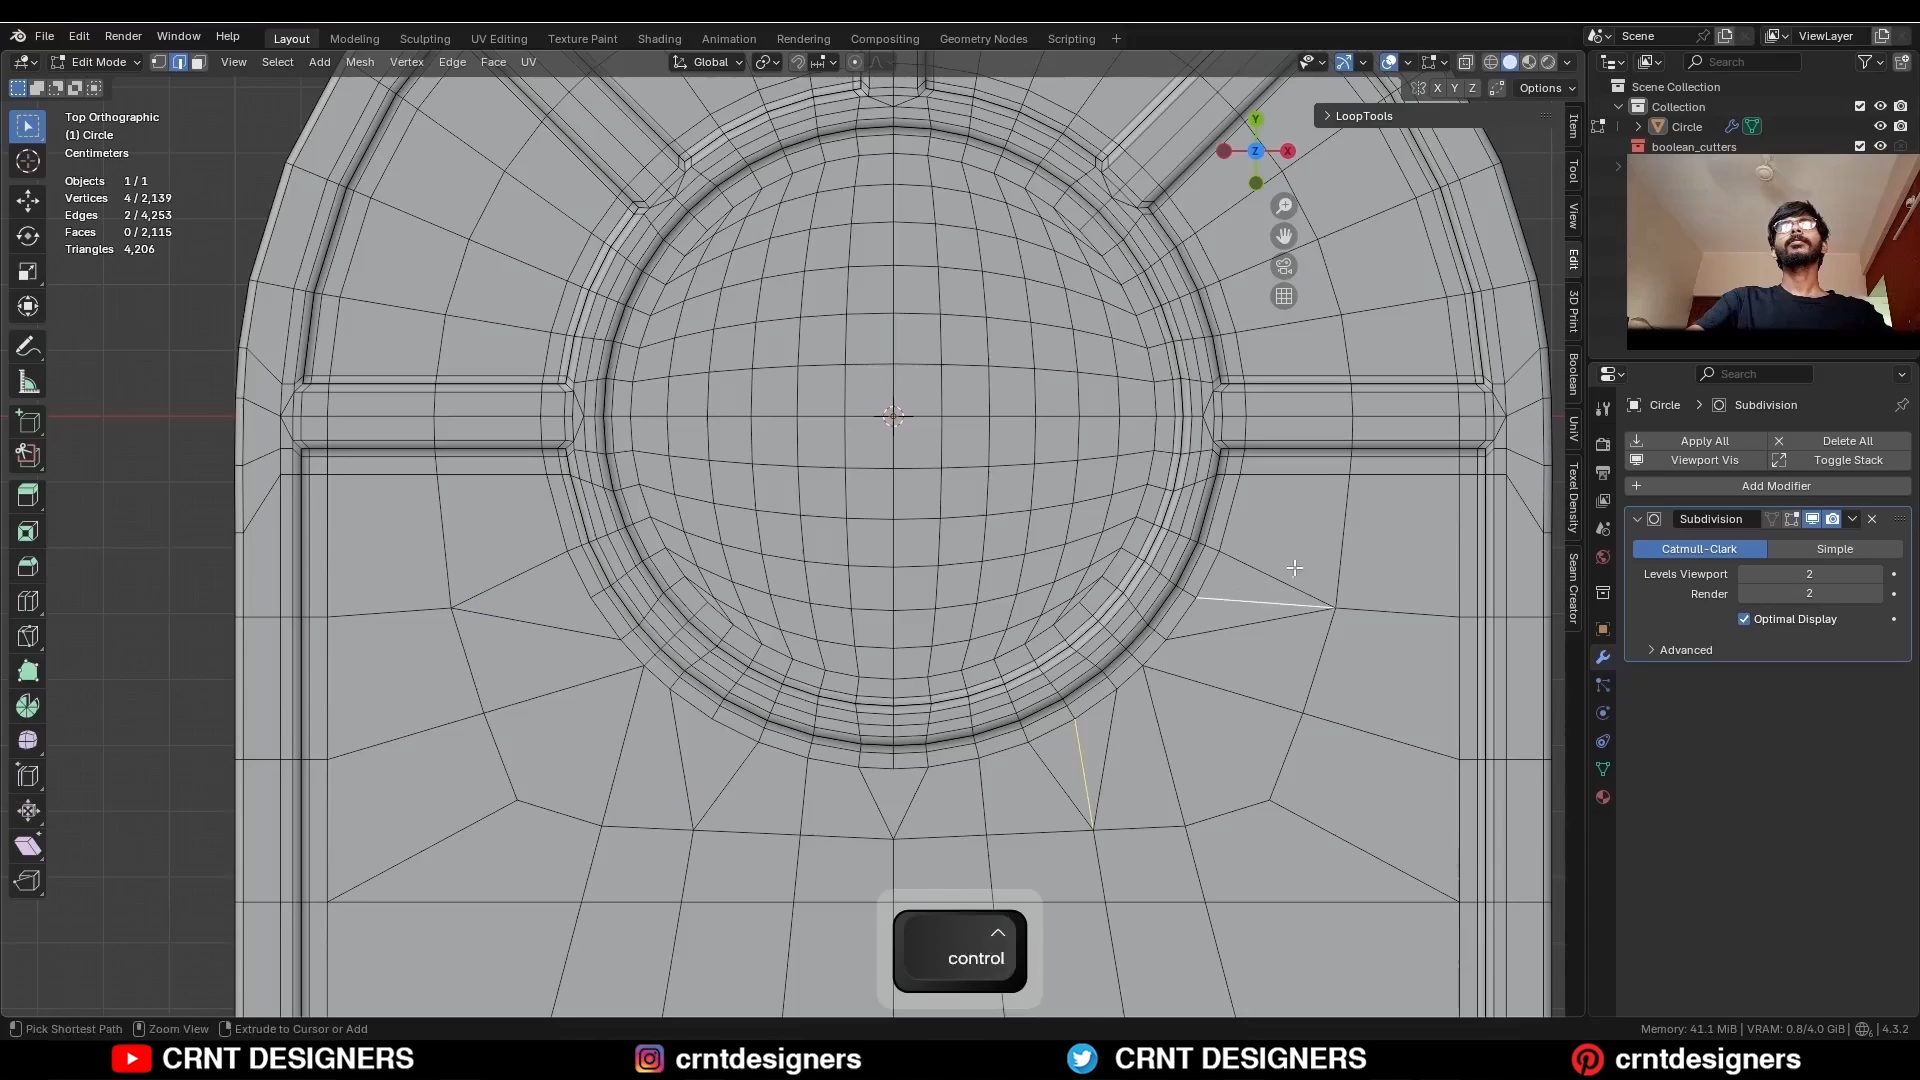 File Edit Render Window Help Layout Modeling Sculpting UV Editing Texture Paint Shading Animation Rendering Compositing Geometry Nodes Scripting + Scene ViewLayer
Edit Mode View Select Add Mesh Vertex Edge Face UV Global Search
X Y Z Options
Scene Collection
Collection
Circle
boolean_cutters
Top Orthographic
(1) Circle
Centimeters
Objects 1 / 1
Vertices 4 / 2,139
Edges 2 / 4,253
Faces 0 / 2,115
Triangles 4,206
LoopTools
Y
Z X
Item
Tool
View
Edit
3D Print
Boolean
UniV
Texel Density
Seam Creator
Search
Circle > Subdivision
Apply All Delete All
Viewport Vis Toggle Stack
Add Modifier
Subdivision
Catmull-Clark Simple
Levels Viewport 2
Render 2
Optimal Display
Advanced
control
Pick Shortest Path Zoom View Extrude to Cursor or Add Memory: 41.1 MiB | VRAM: 0.8/4.0 GiB | 4.3.2
CRNT DESIGNERS crntdesigners CRNT DESIGNERS crntdesigners